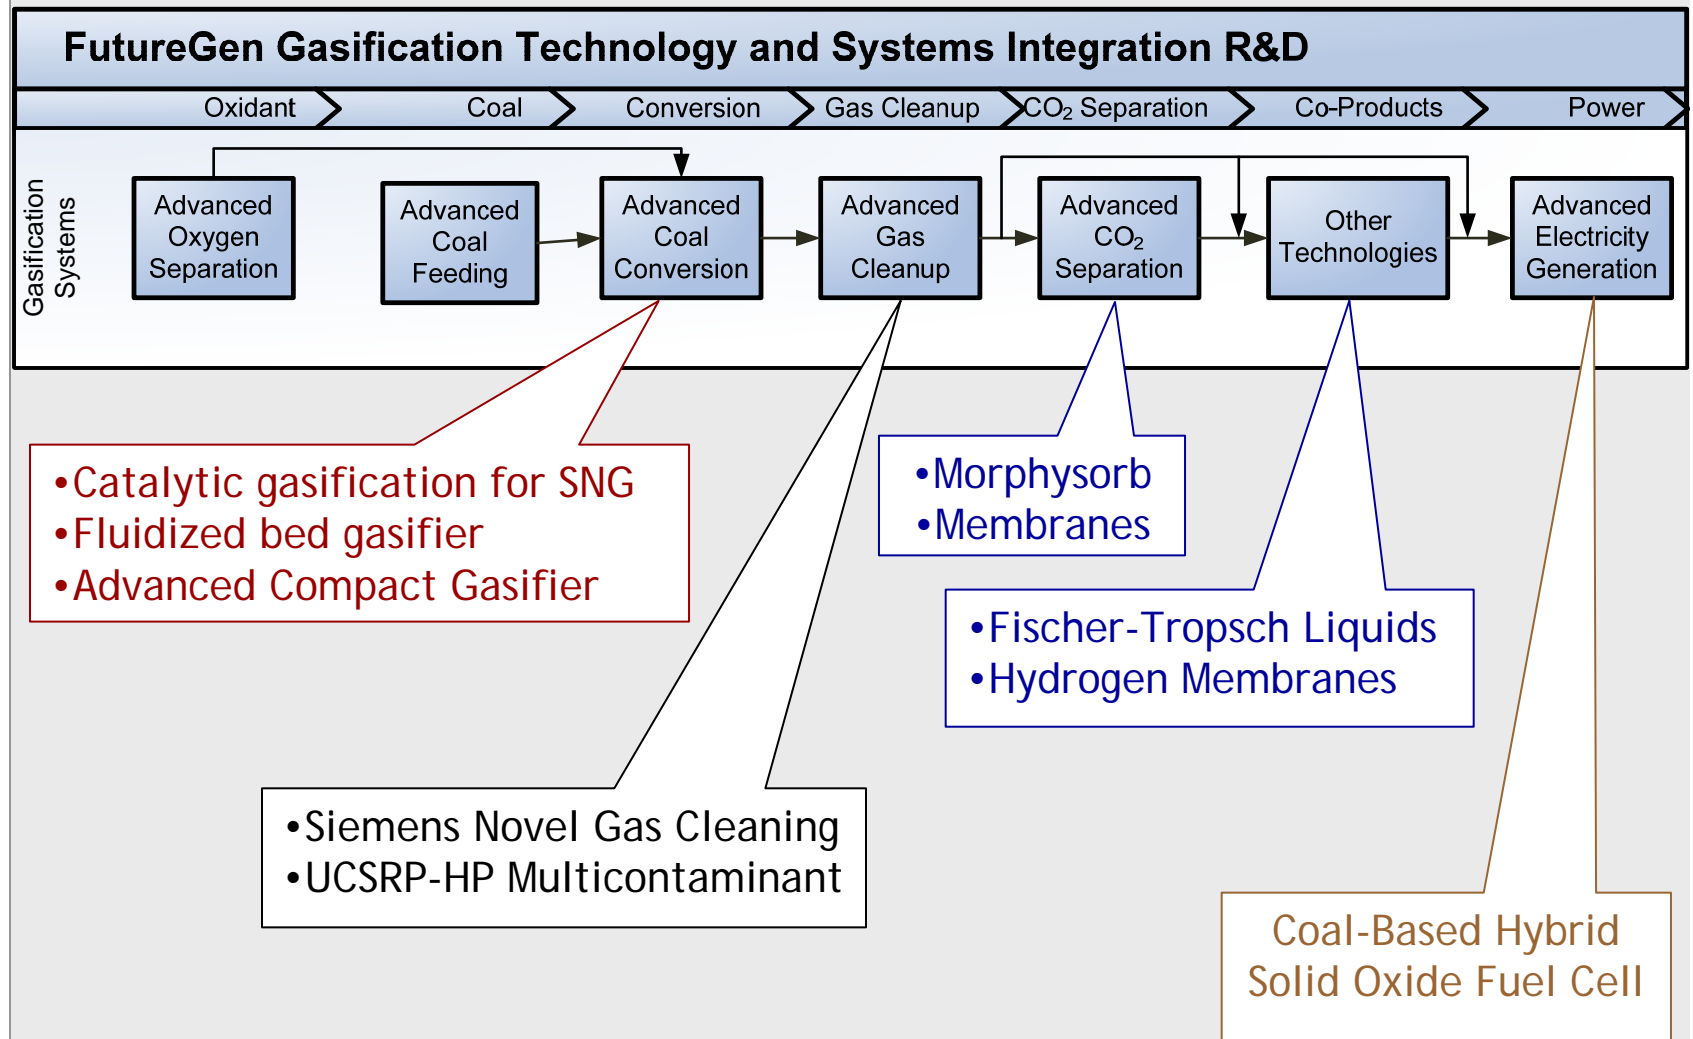 FutureGen Gasification Technology and Systems Integration R&D
Oxidant
Coal
Conversion
Gas Cleanup
CO₂ Separation
Co-Products
Power
Gasification
Systems
Advanced
Oxygen
Separation
Advanced
Coal
Feeding
Advanced
Coal
Conversion
Advanced
Gas
Cleanup
Advanced
CO₂
Separation
Other
Technologies
Advanced
Electricity
Generation
•Catalytic gasification for SNG
•Fluidized bed gasifier
•Advanced Compact Gasifier
•Morphysorb
•Membranes
•Fischer-Tropsch Liquids
•Hydrogen Membranes
•Siemens Novel Gas Cleaning
•UCSRP-HP Multicontaminant
Coal-Based Hybrid
Solid Oxide Fuel Cell